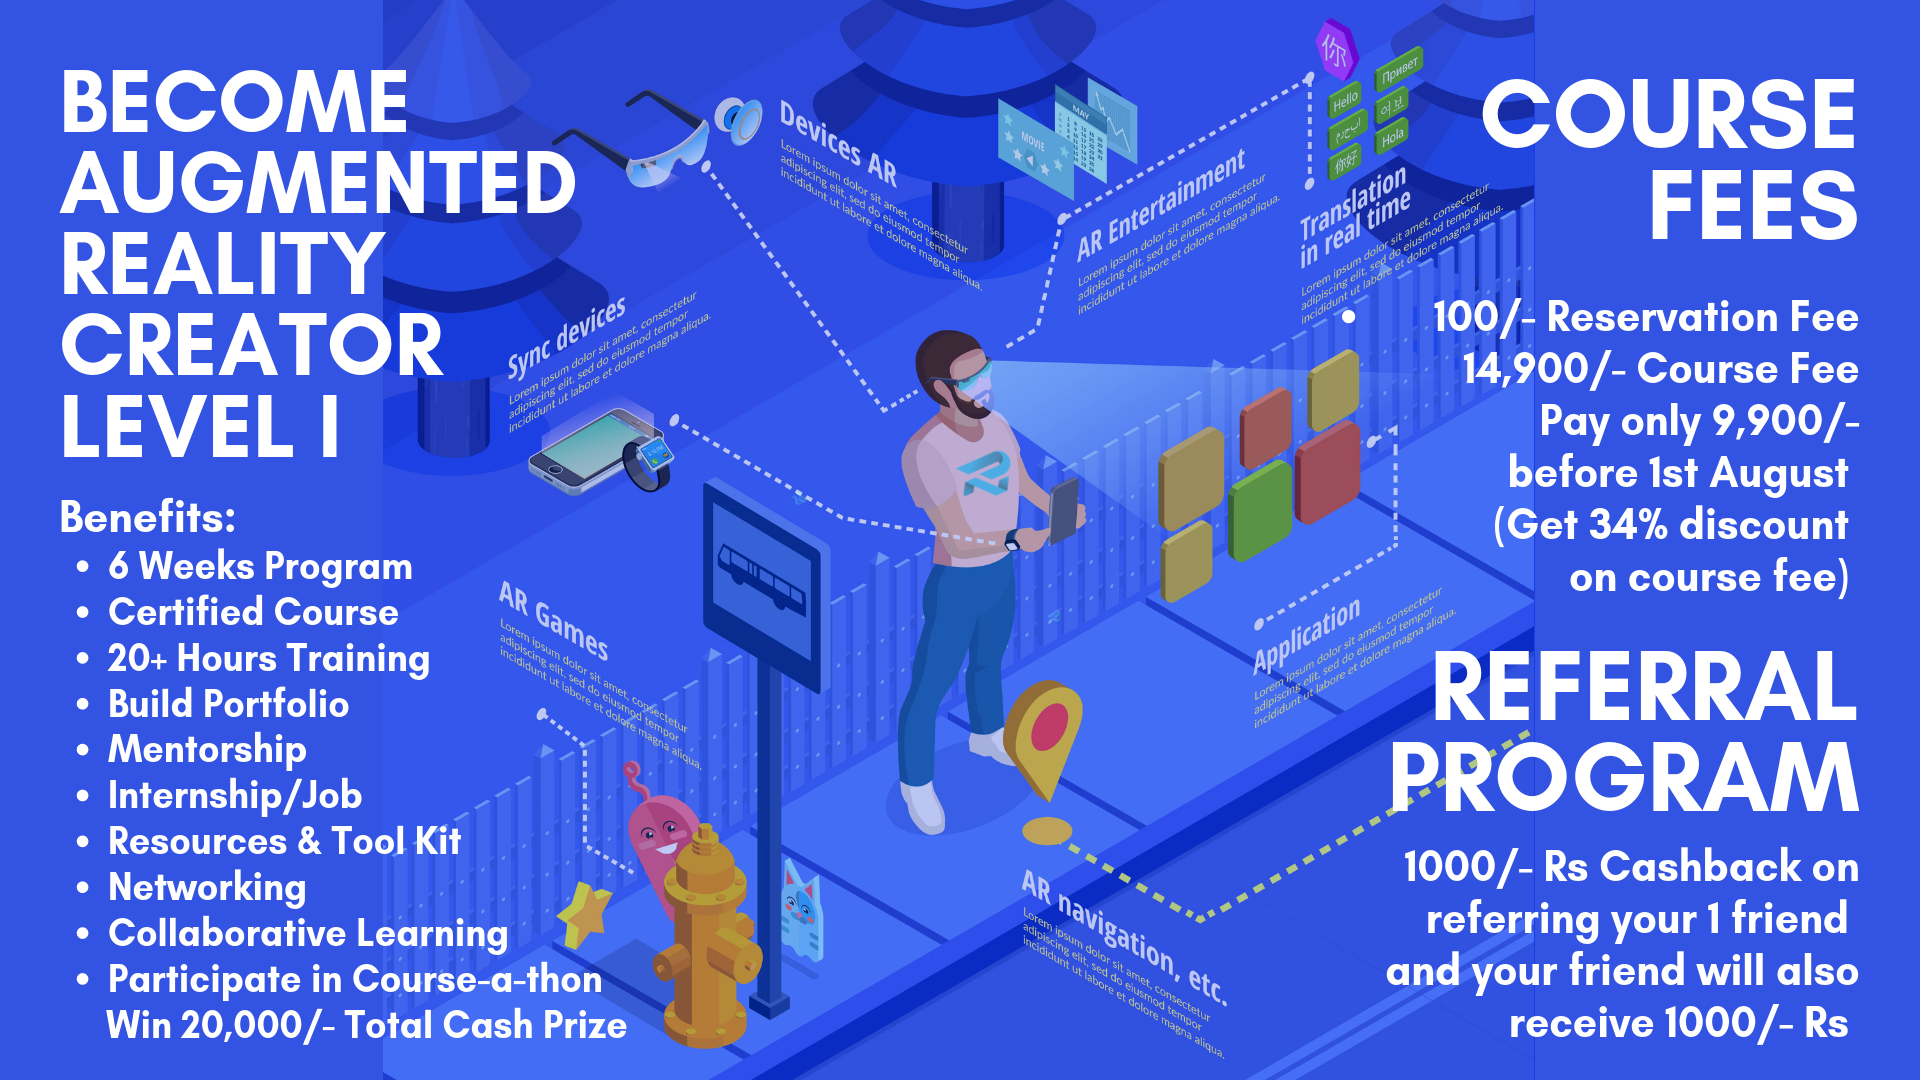 BECOME
AUGMENTED
REALITY
CREATOR
LEVEL I
Benefits:
• 6 Weeks Program
• Certified Course
• 20+ Hours Training
• Build Portfolio
• Mentorship
• Internship/Job
• Resources & Tool Kit
• Networking
• Collaborative Learning
• Participate in Course-a-thon
Win 20,000/- Total Cash Prize
Devices AR
Lorem ipsum dolor sit amet, consectetur
adipiscing elit, sed do eiusmod tempor
incididunt ut labore et dolore magna aliqua.
MOVIE
MAY
AR Entertainment
Lorem ipsum dolor sit amet, consectetur
adipiscing elit, sed do eiusmod tempor
incididunt ut labore et dolore magna aliqua.
你
Привет
Hello
Hola
你好
Translation
in real time
Lorem ipsum dolor sit amet, consectetur
adipiscing elit, sed do eiusmod tempor
incididunt ut labore et dolore magna aliqua.
Sync devices
Lorem ipsum dolor sit amet, consectetur
adipiscing elit, sed do eiusmod tempor
incididunt ut labore et dolore magna aliqua.
AR Games
Lorem ipsum dolor sit amet, consectetur
adipiscing elit, sed do eiusmod tempor
incididunt ut labore et dolore magna aliqua.
Application
Lorem ipsum dolor sit amet, consectetur
adipiscing elit, sed do eiusmod tempor
incididunt ut labore et dolore magna aliqua.
AR navigation, etc.
Lorem ipsum dolor sit amet, consectetur
adipiscing elit, sed do eiusmod tempor
incididunt ut labore et dolore magna aliqua.
COURSE
FEES
• 100/- Reservation Fee
14,900/- Course Fee
Pay only 9,900/-
before 1st August
(Get 34% discount
on course fee)
REFERRAL
PROGRAM
1000/- Rs Cashback on
referring your 1 friend
and your friend will also
receive 1000/- Rs